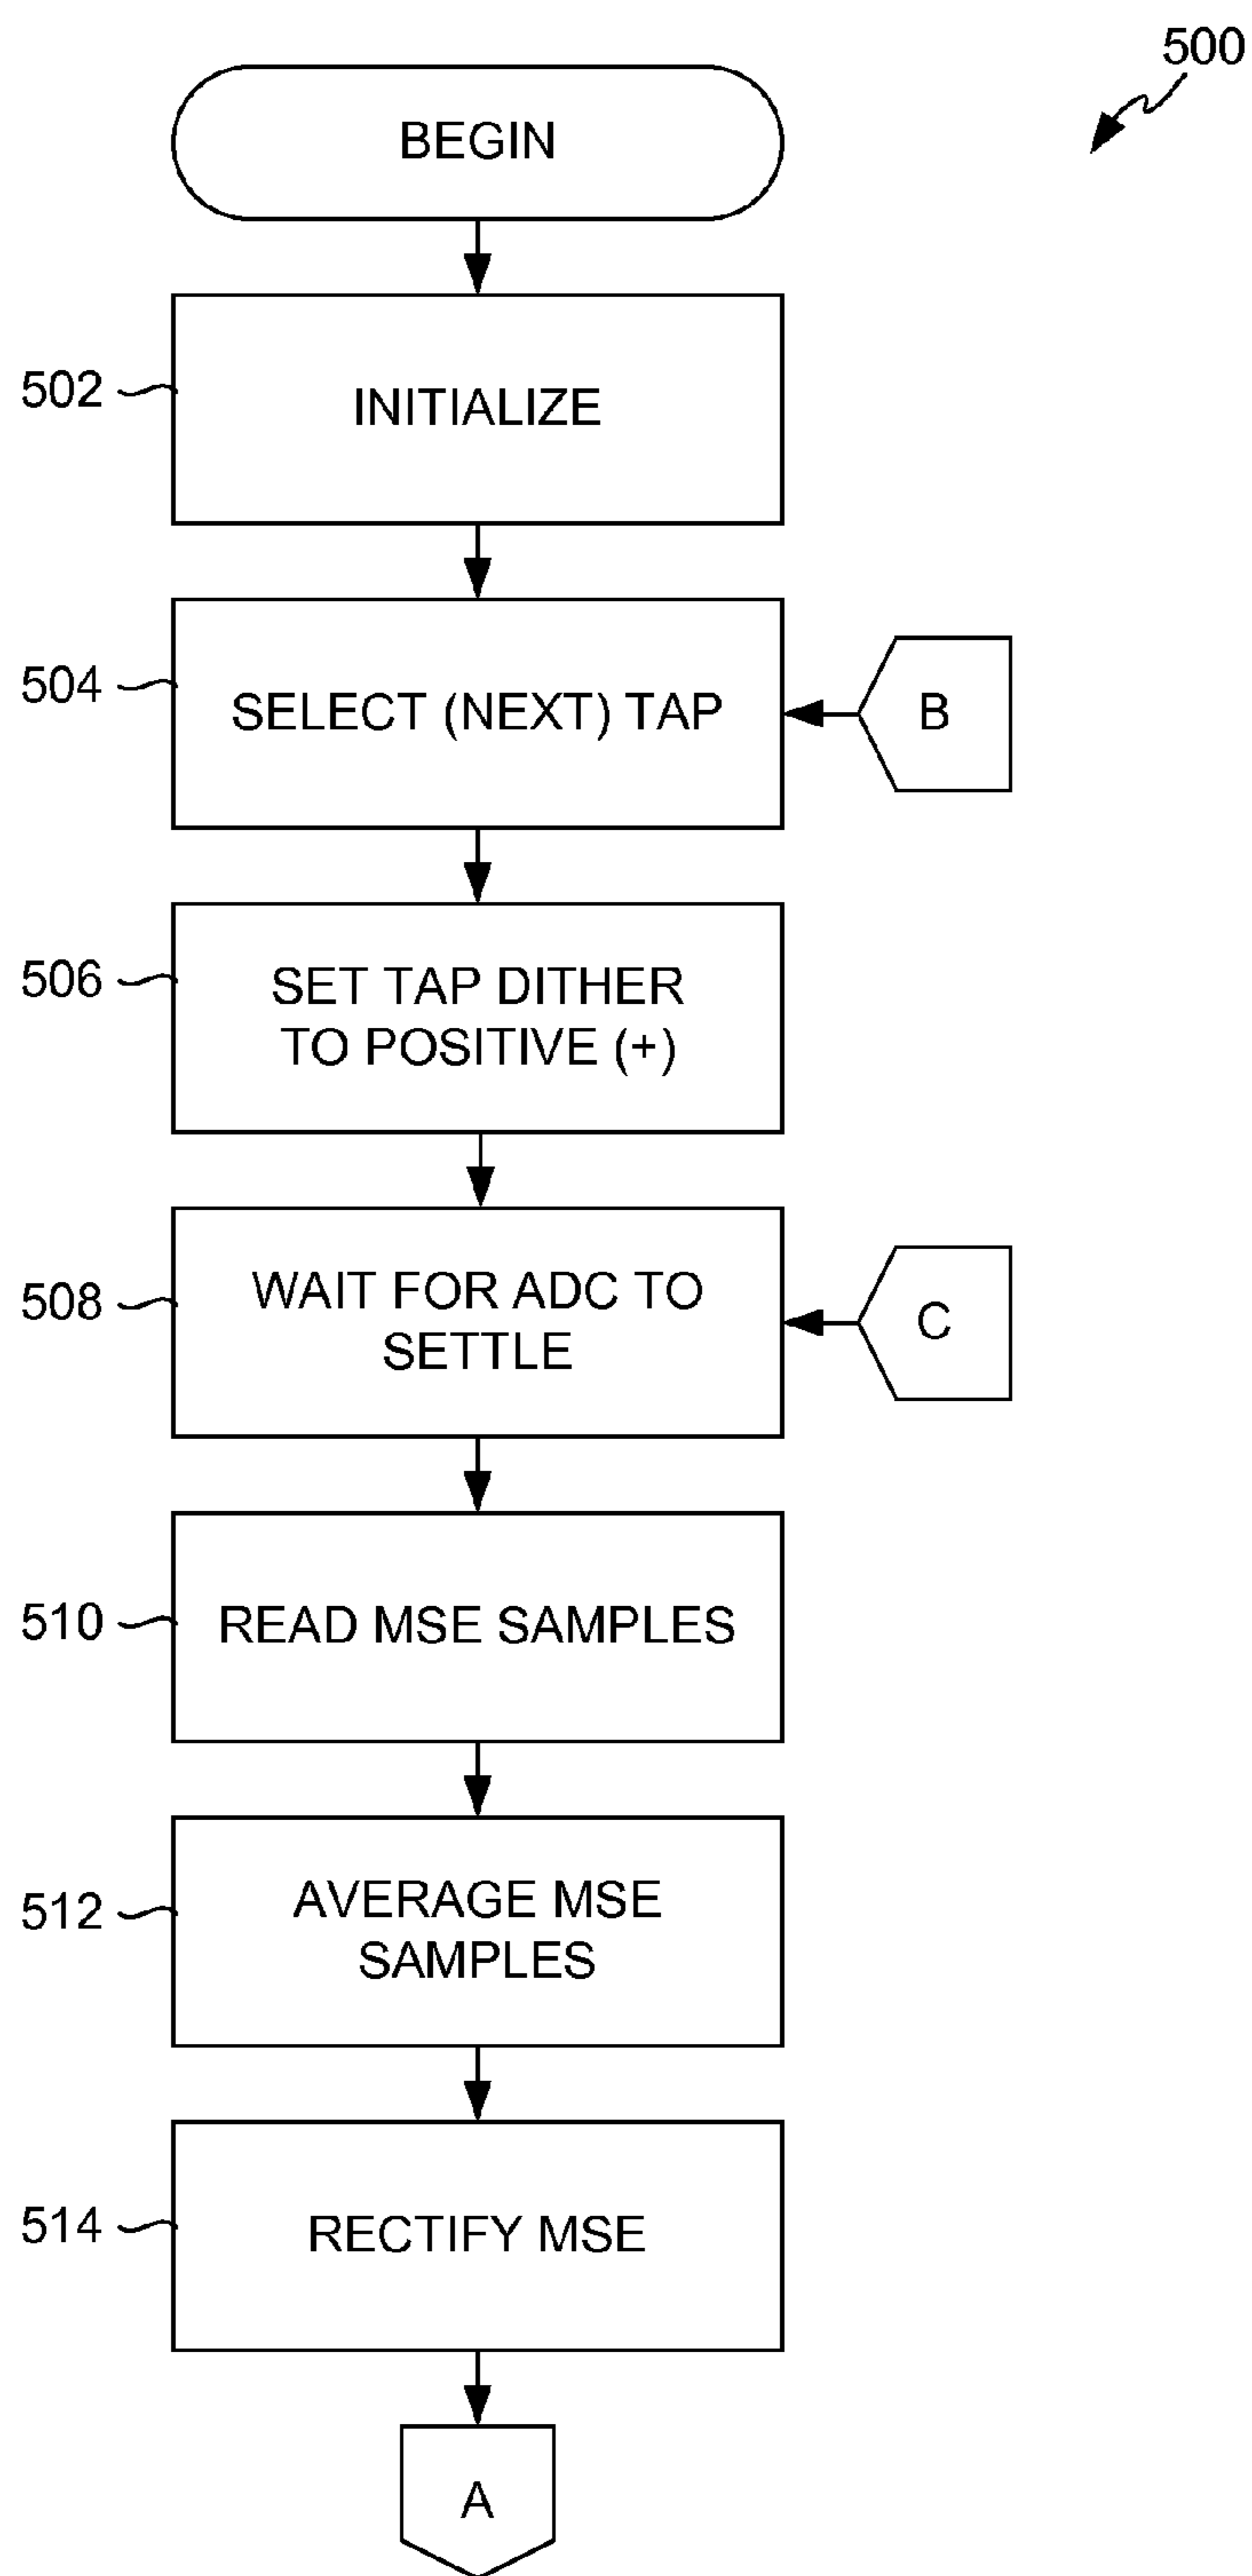 500
BEGIN
502
INITIALIZE
504
SELECT (NEXT) TAP
B
506
SET TAP DITHER
TO POSITIVE (+)
508
WAIT FOR ADC TO
SETTLE
C
510
READ MSE SAMPLES
512
AVERAGE MSE
SAMPLES
514
RECTIFY MSE
A